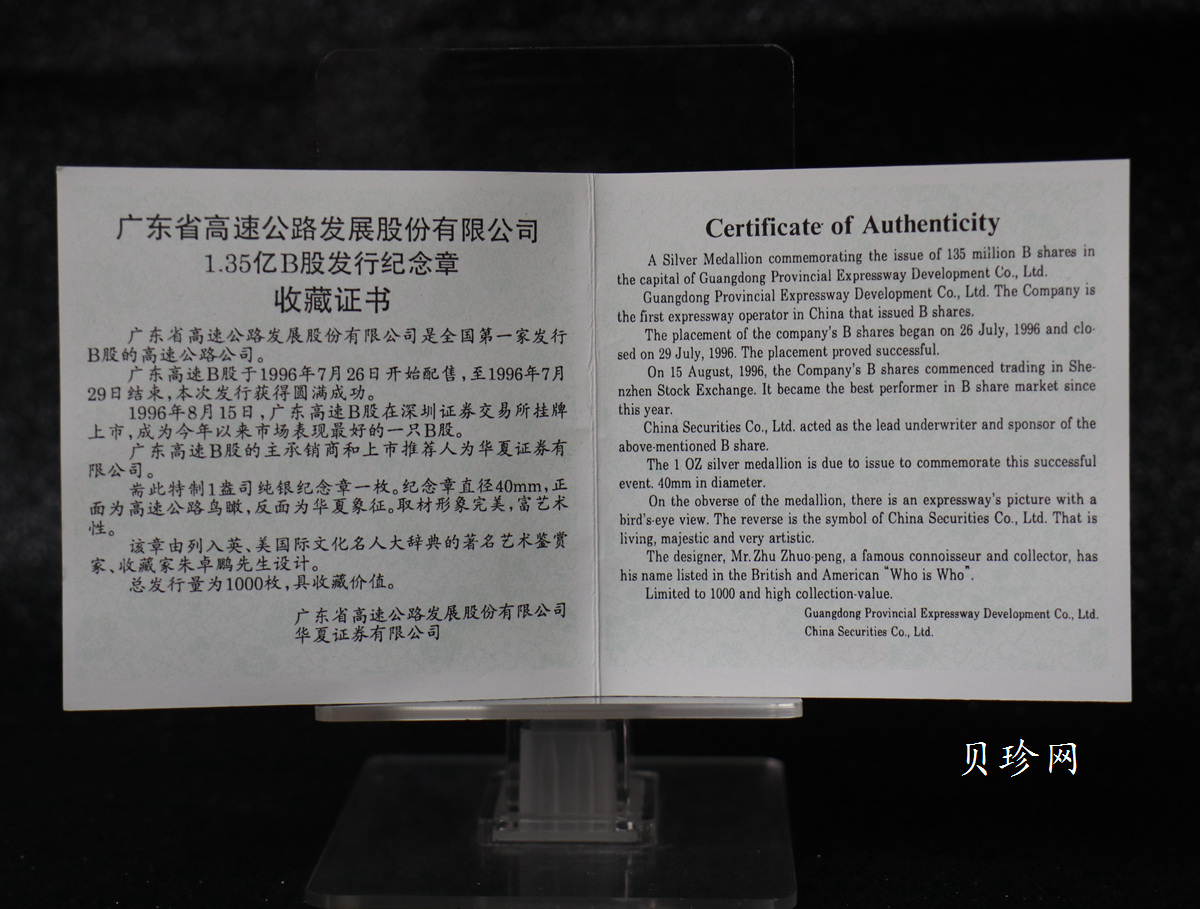 广东省高速公路发展股份有限公司
1.35亿B股发行纪念章
收藏证书
广东省高速公路发展股份有限公司是全国第一家发行
B股的高速公路公司。
广东高速B股于1996年7月26日开始配售，至1996年7月
29日结束，本次发行获得圆满成功。
1996年8月15日，广东高速B股在深圳证券交易所挂牌
上市，成为今年以来市场表现最好的一只B股。
广东高速B股的主承销商和上市推荐人为华夏证券有
限公司。
耑此特制1盎司纯银纪念章一枚。纪念章直径40mm，正
面为高速公路鸟瞰，反面为华夏象征。取材形象完美，富艺术
性。
该章由列入英、美国际文化名人大辞典的著名艺术鉴赏
家、收藏家朱卓鹏先生设计。
总发行量为1000枚，具收藏价值。
广东省高速公路发展股份有限公司
华夏证券有限公司
Certificate of Authenticity
A Silver Medallion commemorating the issue of 135 million B shares in
the capital of Guangdong Provincial Expressway Development Co., Ltd.
Guangdong Provincial Expressway Development Co., Ltd. The Company is
the first expressway operator in China that issued B shares.
The placement of the company's B shares began on 26 July, 1996 and clo-
sed on 29 July, 1996. The placement proved successful.
On 15 August, 1996, the Company's B shares commenced trading in She-
nzhen Stock Exchange. It became the best performer in B share market since
this year.
China Securities Co., Ltd. acted as the lead underwriter and sponsor of the
above-mentioned B share.
The 1 OZ silver medallion is due to issue to commemorate this successful
event. 40mm in diameter.
On the obverse of the medallion, there is an expressway's picture with a
bird's-eye view. The reverse is the symbol of China Securities Co., Ltd. That is
living, majestic and very artistic.
The designer, Mr. Zhu Zhuo-peng, a famous connoisseur and collector, has
his name listed in the British and American "Who is Who".
Limited to 1000 and high collection-value.
Guangdong Provincial Expressway Development Co., Ltd.
China Securities Co., Ltd.
贝珍网